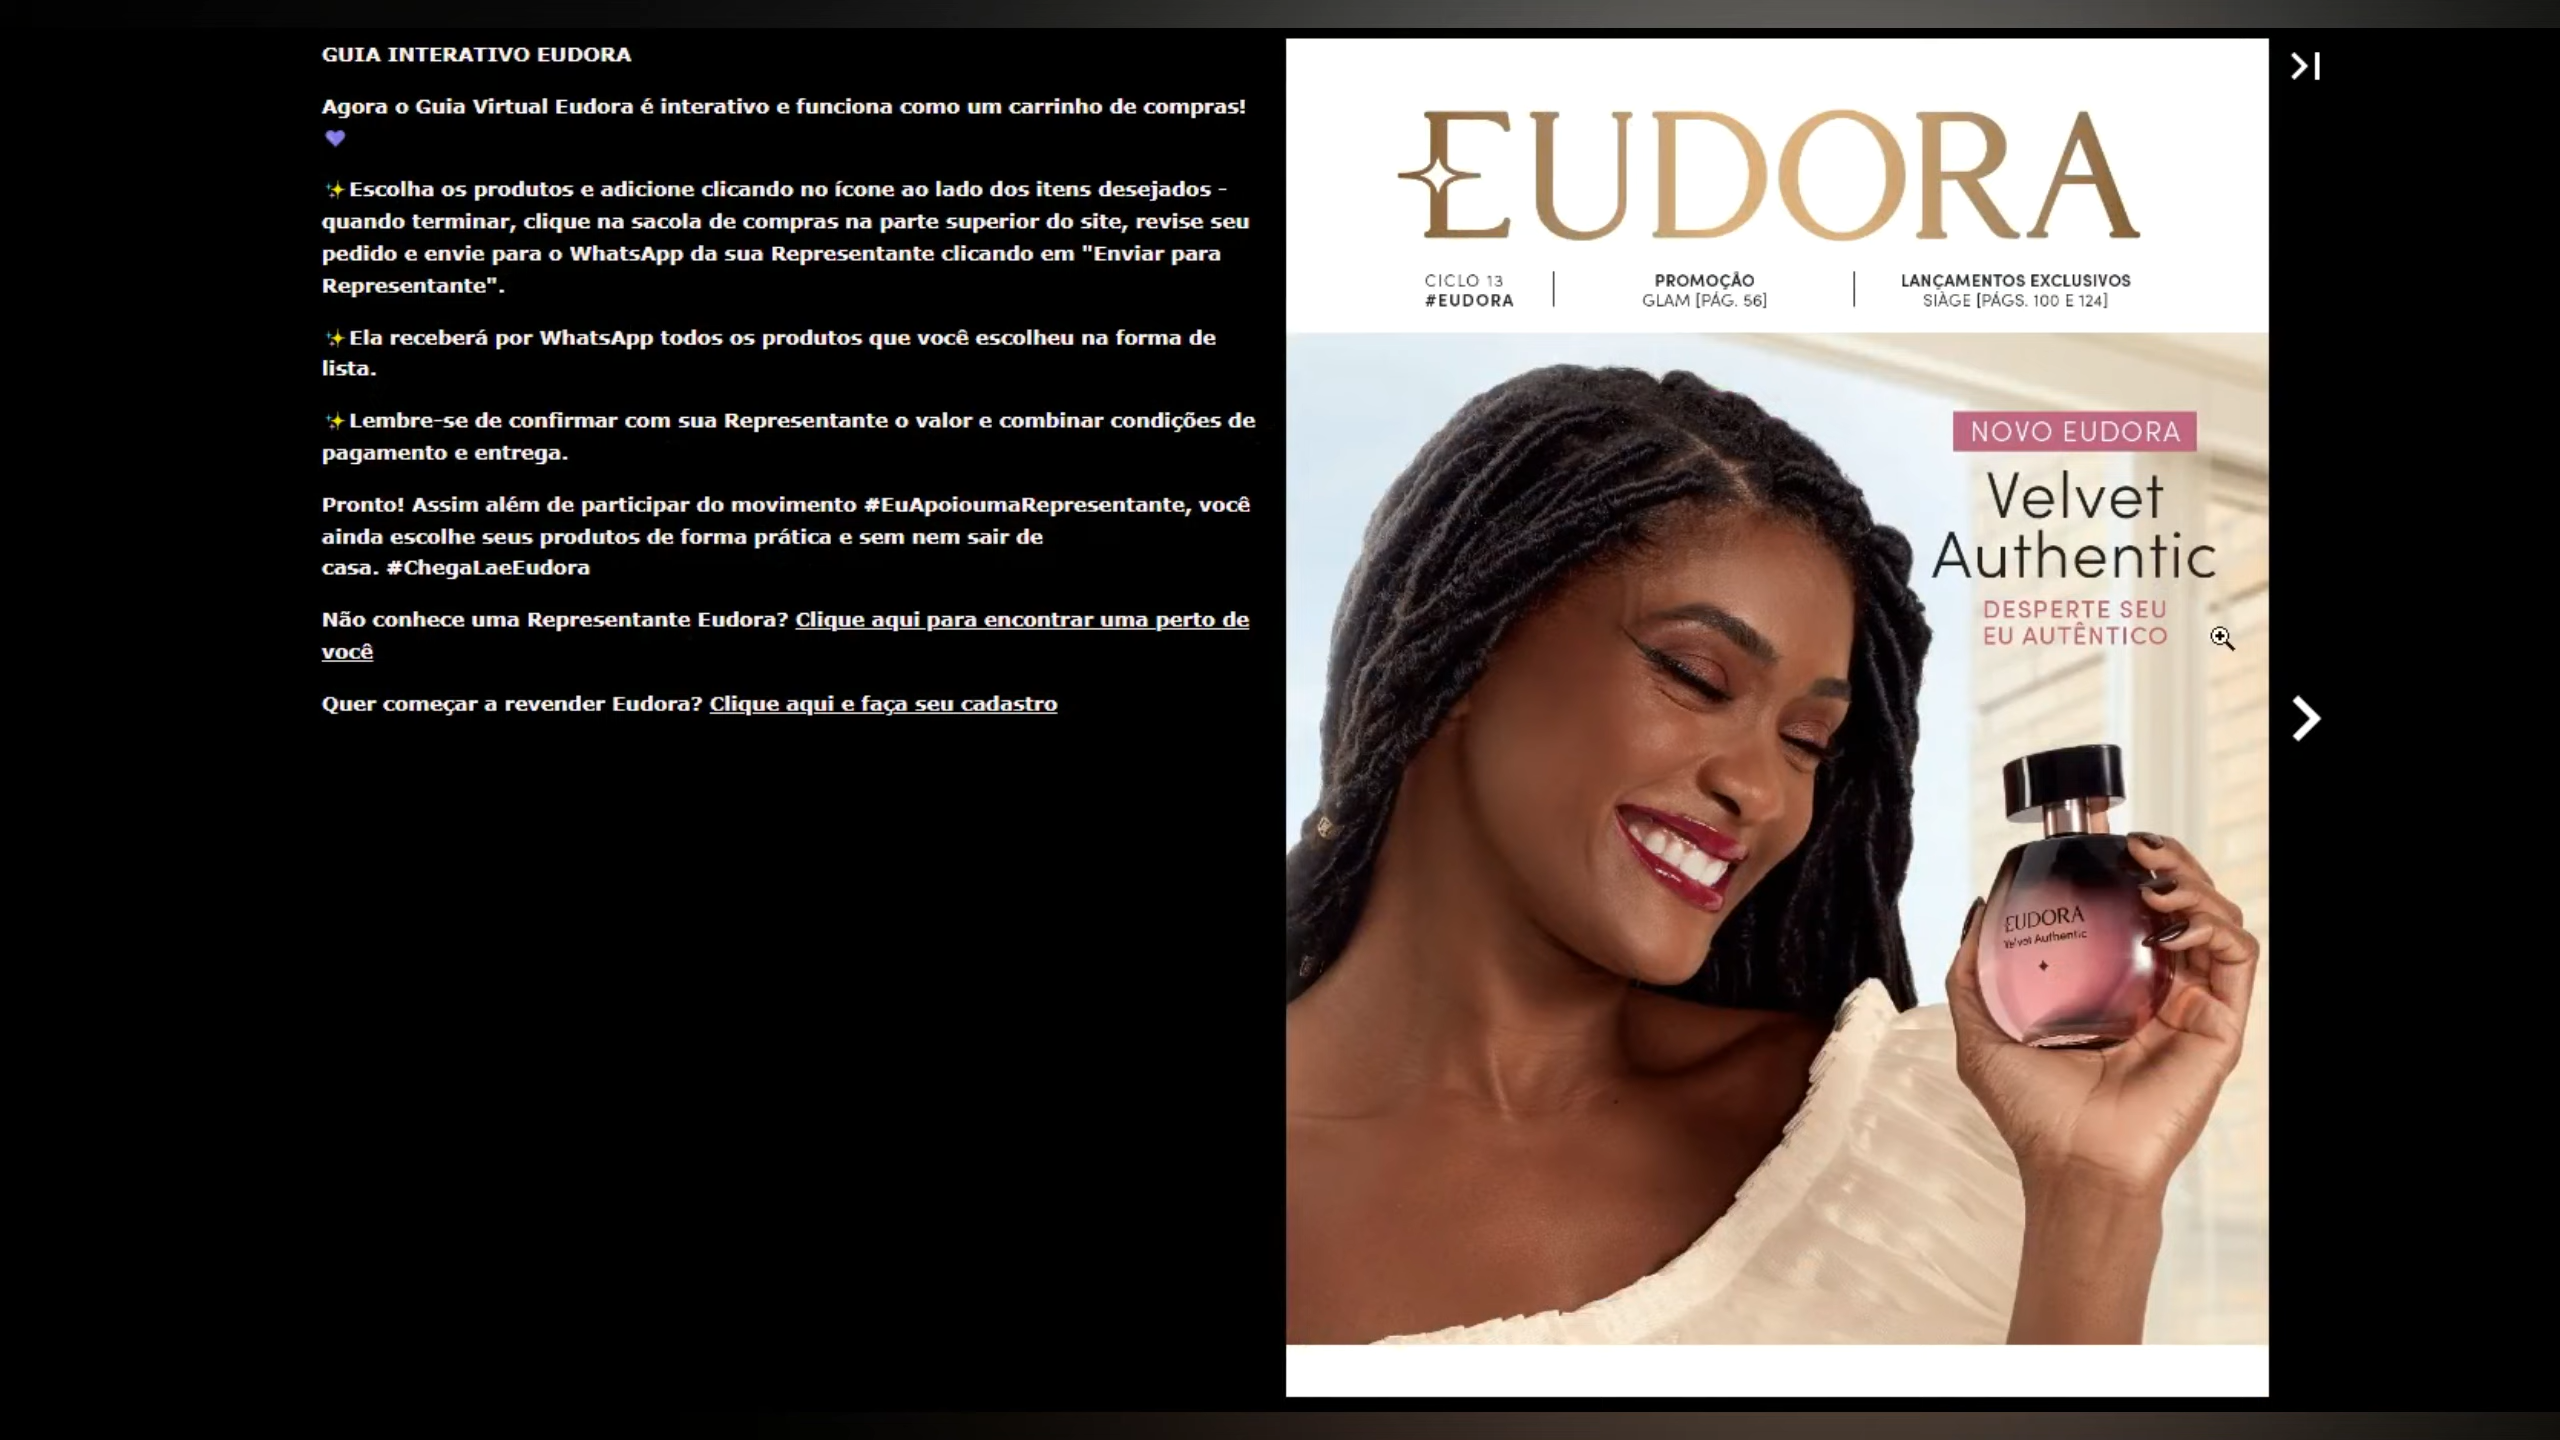 GUIA INTERATIVO EUDORA
Agora o Guia Virtual Eudora é interativo e funciona como um carrinho de compras!
💜
✨Escolha os produtos e adicione clicando no ícone ao lado dos itens desejados -
quando terminar, clique na sacola de compras na parte superior do site, revise seu
pedido e envie para o WhatsApp da sua Representante clicando em "Enviar para
Representante".
✨Ela receberá por WhatsApp todos os produtos que você escolheu na forma de
lista.
✨Lembre-se de confirmar com sua Representante o valor e combinar condições de
pagamento e entrega.
Pronto! Assim além de participar do movimento #EuApoioumaRepresentante, você
ainda escolhe seus produtos de forma prática e sem nem sair de
casa. #ChegaLaeEudora
Não conhece uma Representante Eudora? Clique aqui para encontrar uma perto de
você
Quer começar a revender Eudora? Clique aqui e faça seu cadastro
EUDORA
CICLO 13
#EUDORA
PROMOÇÃO
GLAM [PÁG. 56]
LANÇAMENTOS EXCLUSIVOS
SIÀGE [PÁGS. 100 E 124]
NOVO EUDORA
Velvet
Authentic
DESPERTE SEU
EU AUTÊNTICO
EUDORA
Velvet Authentic